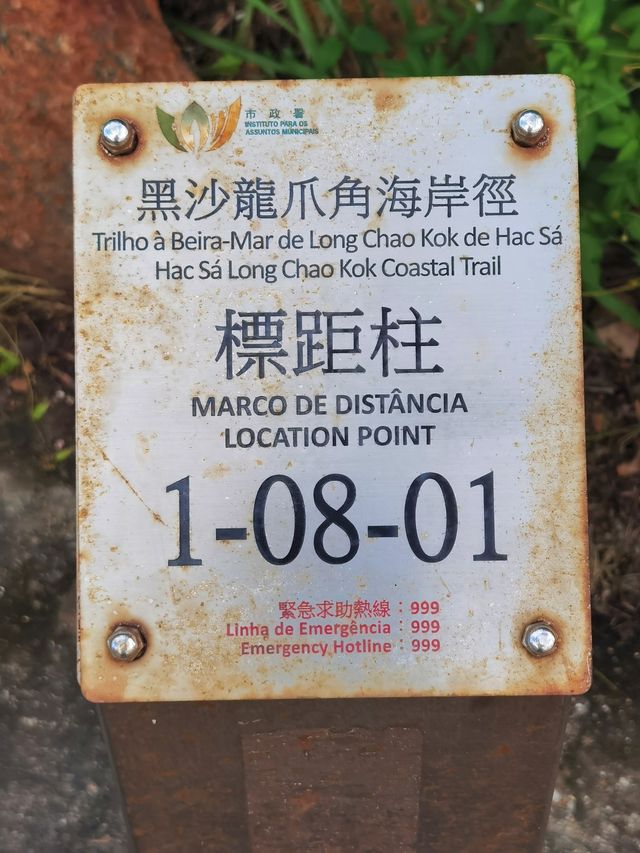 市政署
INSTITUTO PARA OS
ASSUNTOS MUNICIPAIS
黑沙龍爪角海岸徑
Trilho à Beira-Mar de Long Chao Kok de Hac Sá
Hac Sá Long Chao Kok Coastal Trail
標距柱
MARCO DE DISTÂNCIA
LOCATION POINT
1-08-01
緊急求助熱線：999
Linha de Emergência：999
Emergency Hotline：999